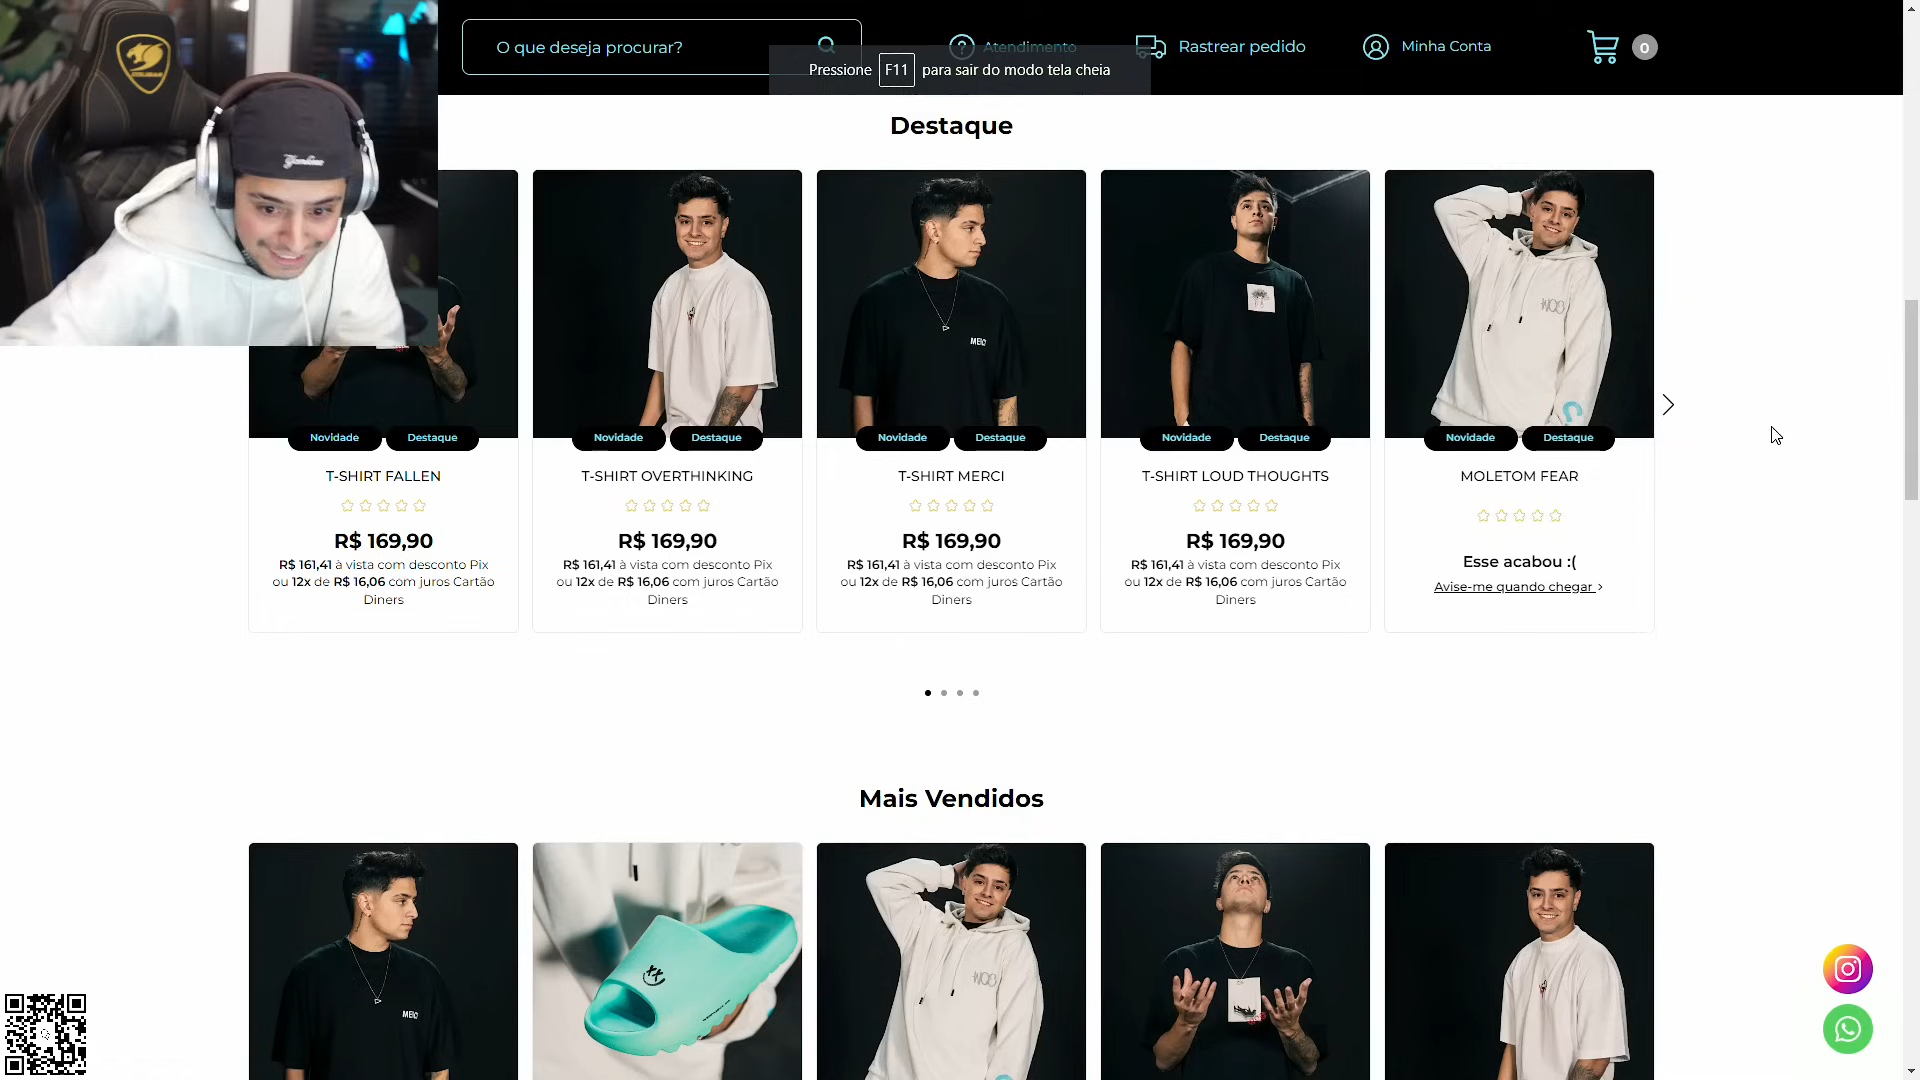 O que deseja procurar?
Atendimento
Rastrear pedido
Minha Conta
0
Pressione F11 para sair do modo tela cheia
Destaque
Novidade
Destaque
T-SHIRT FALLEN
R$ 169,90
R$ 161,41 à vista com desconto Pix
ou 12x de R$ 16,06 com juros Cartão
Diners
Novidade
Destaque
T-SHIRT OVERTHINKING
R$ 169,90
R$ 161,41 à vista com desconto Pix
ou 12x de R$ 16,06 com juros Cartão
Diners
Novidade
Destaque
T-SHIRT MERCI
R$ 169,90
R$ 161,41 à vista com desconto Pix
ou 12x de R$ 16,06 com juros Cartão
Diners
Novidade
Destaque
T-SHIRT LOUD THOUGHTS
R$ 169,90
R$ 161,41 à vista com desconto Pix
ou 12x de R$ 16,06 com juros Cartão
Diners
Novidade
Destaque
MOLETOM FEAR
Esse acabou :(
Avise-me quando chegar >
Mais Vendidos